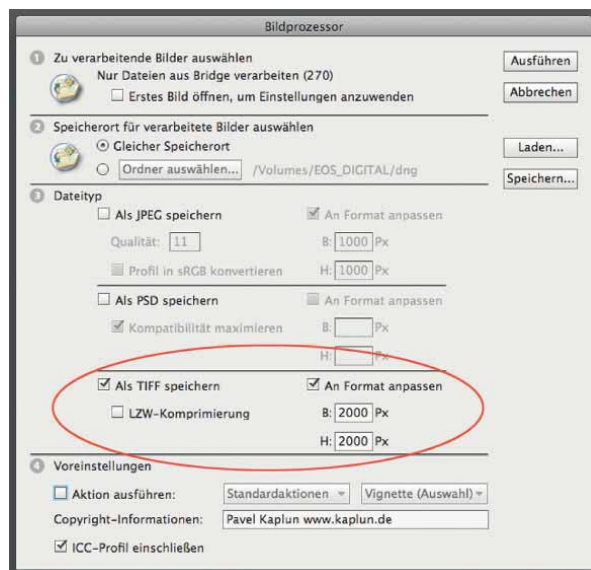 Bildprozessor
1 Zu verarbeitende Bilder auswählen
Nur Dateien aus Bridge verarbeiten (270)
Erstes Bild öffnen, um Einstellungen anzuwenden
Ausführen
Abbrechen
2 Speicherort für verarbeitete Bilder auswählen
Gleicher Speicherort
Ordner auswählen... /Volumes/EOS_DIGITAL/dng
Laden...
Speichern...
3 Dateityp
Als JPEG speichern An Format anpassen
Qualität: 11 B: 1000 Px
Profil in sRGB konvertieren H: 1000 Px
Als PSD speichern An Format anpassen
Kompatibilität maximieren B: Px
H: Px
Als TIFF speichern An Format anpassen
LZW-Komprimierung B: 2000 Px
H: 2000 Px
4 Voreinstellungen
Aktion ausführen: Standardaktionen Vignette (Auswahl)
Copyright-Informationen: Pavel Kaplun www.kaplun.de
ICC-Profil einschließen